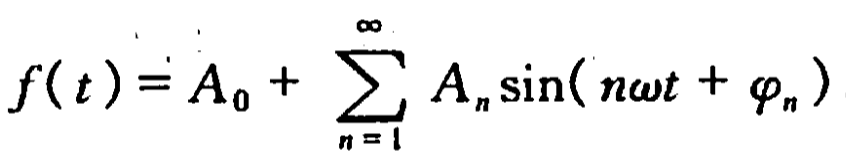 f(t) = A₀ + ∑_{n=1}^{∞} Aₙ sin(nωt + φₙ)